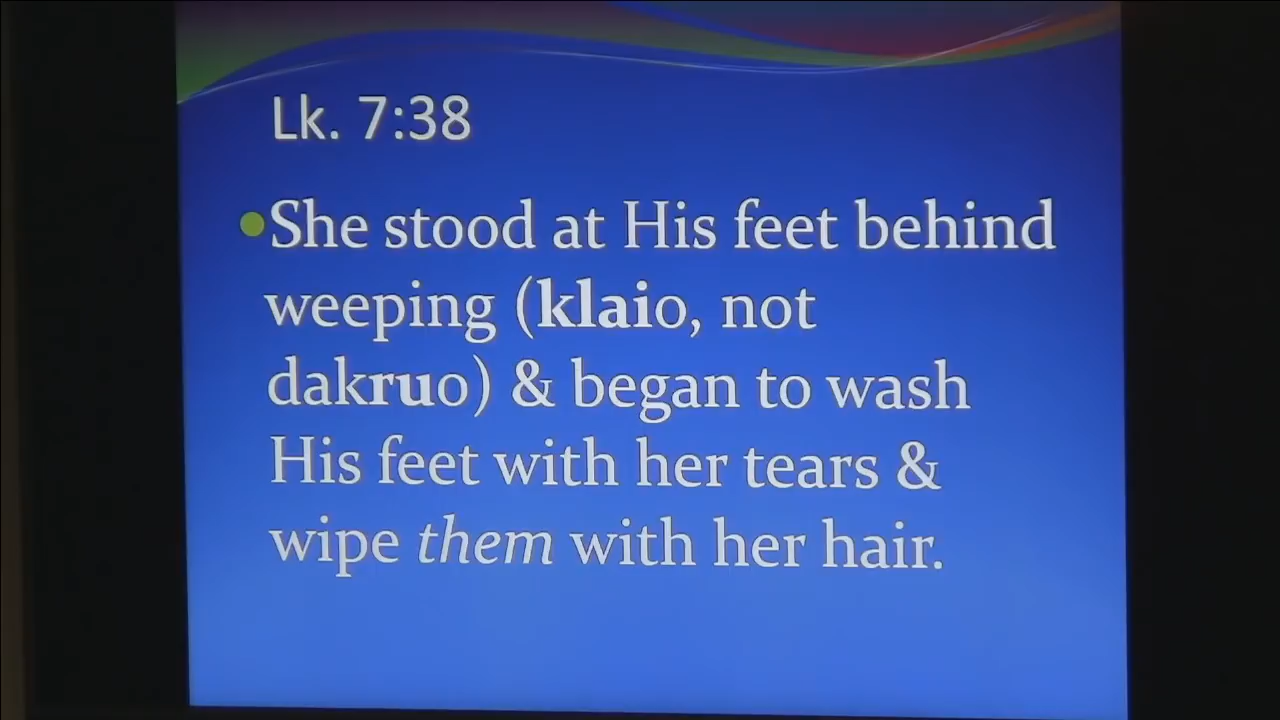 Lk. 7:38
She stood at His feet behind
weeping (klaio, not
dakruo) & began to wash
His feet with her tears &
wipe them with her hair.